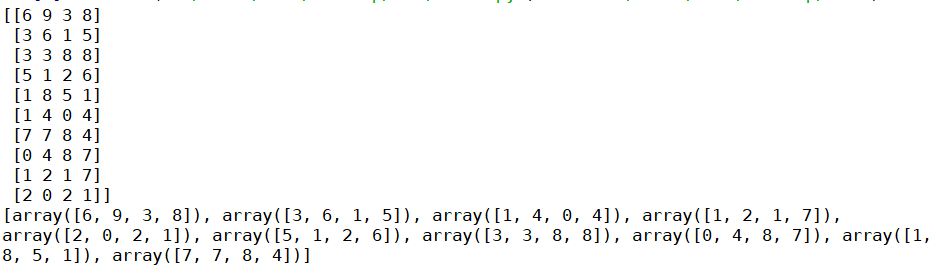 [[6 9 3 8]
[3 6 1 5]
[3 3 8 8]
[5 1 2 6]
[1 8 5 1]
[1 4 0 4]
[7 7 8 4]
[0 4 8 7]
[1 2 1 7]
[2 0 2 1]]
[array([6, 9, 3, 8]), array([3, 6, 1, 5]), array([1, 4, 0, 4]), array([1, 2, 1, 7]),
array([2, 0, 2, 1]), array([5, 1, 2, 6]), array([3, 3, 8, 8]), array([0, 4, 8, 7]), array([1,
8, 5, 1]), array([7, 7, 8, 4])]